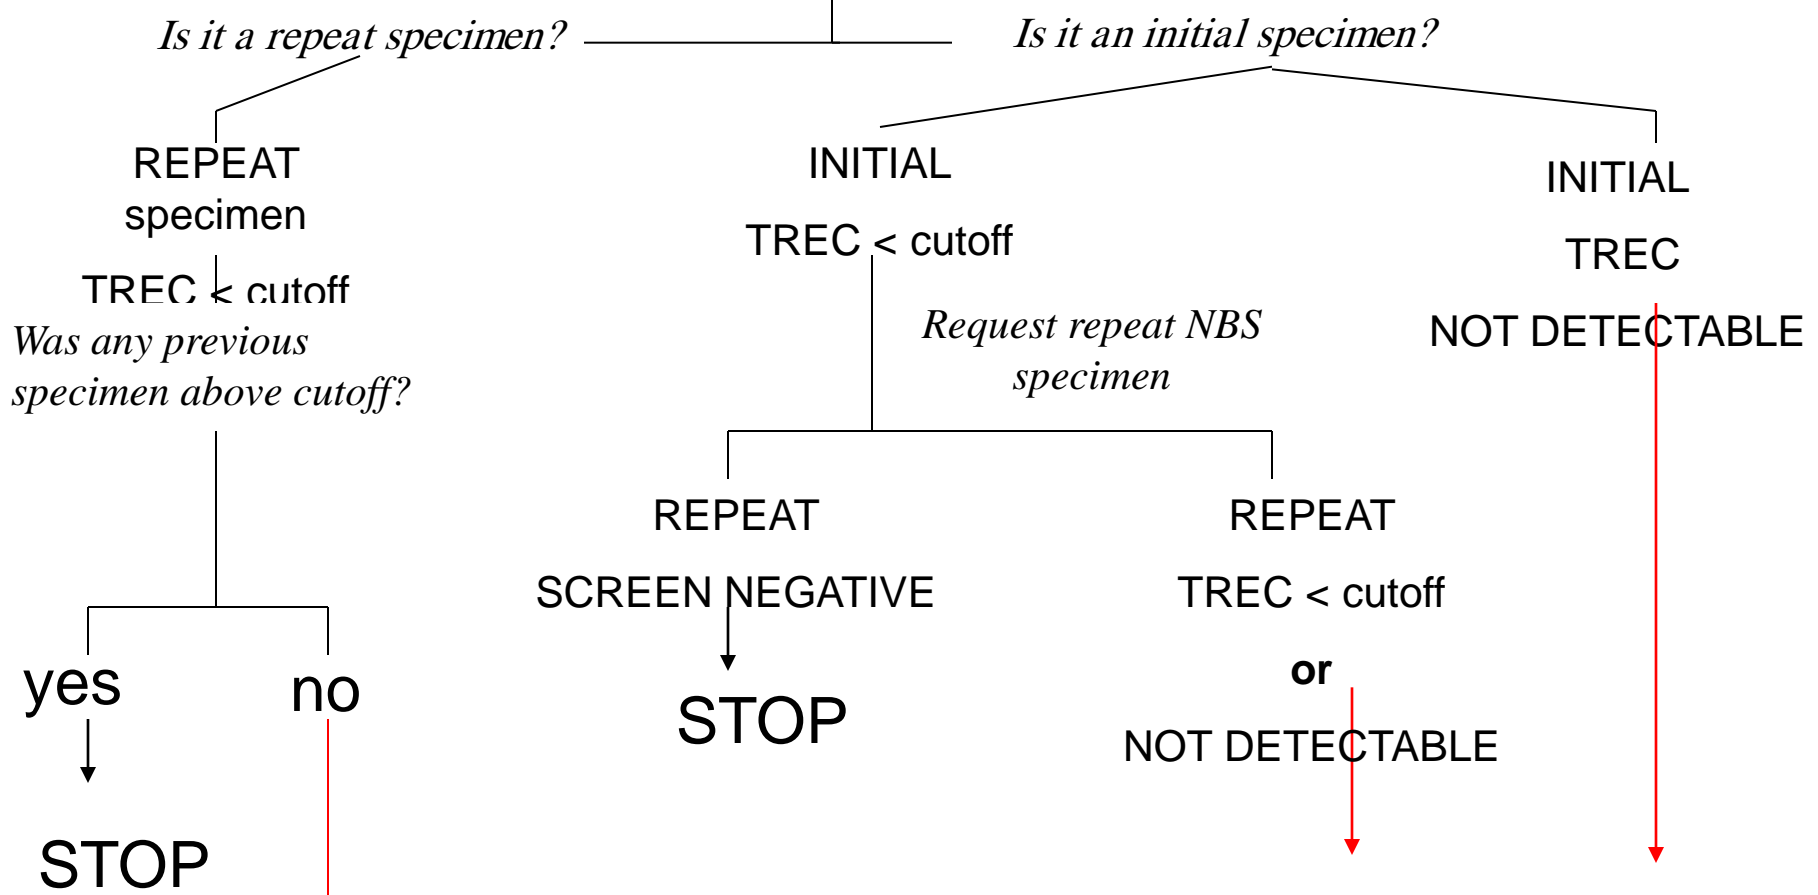 Is it a repeat specimen?
Is it an initial specimen?
REPEAT
specimen
TREC < cutoff
Was any previous
specimen above cutoff?
yes
no
STOP
INITIAL
TREC < cutoff
Request repeat NBS
specimen
REPEAT
SCREEN NEGATIVE
STOP
REPEAT
TREC < cutoff
or
NOT DETECTABLE
INITIAL
TREC
NOT DETECTABLE